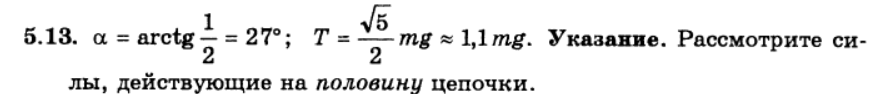 5.13. α = arctg 1/2 = 27°; T = √5/2 mg ≈ 1,1 mg. Указание. Рассмотрите си-
лы, действующие на половину цепочки.